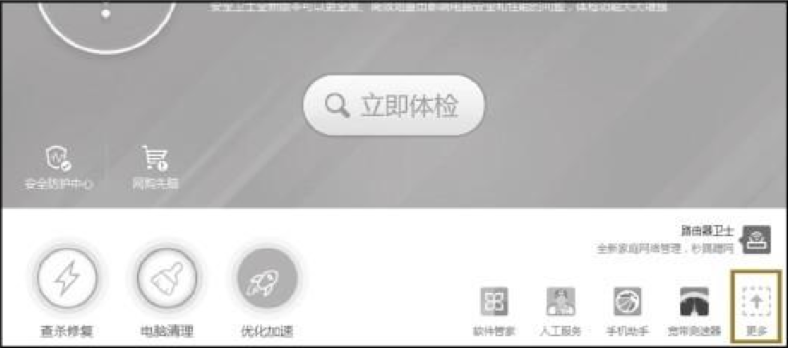 立即体检
安全防护中心
网购先赔
路由器卫士
全新家庭网络管理，秒踢蹭网
查杀修复
电脑清理
优化加速
软件管家
人工服务
手机助手
宽带测速器
更多